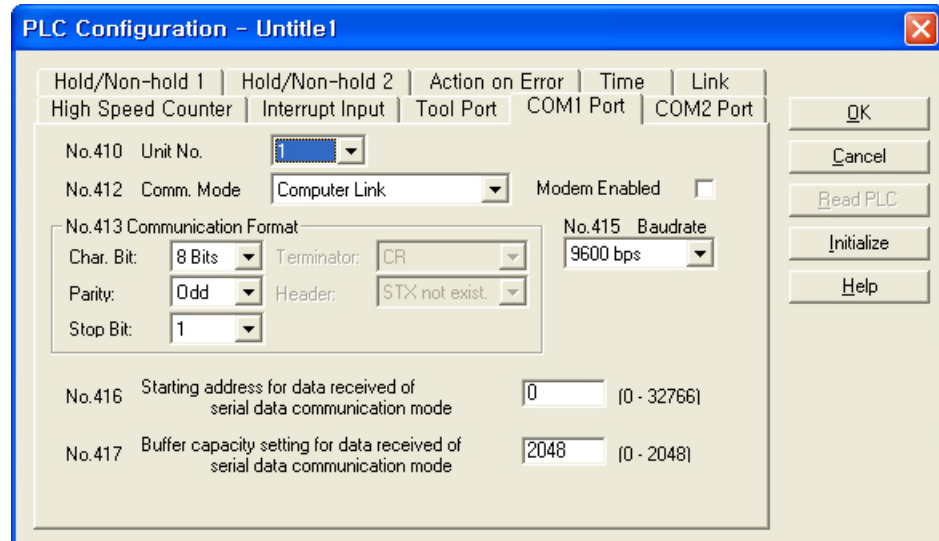 PLC Configuration - Untitle1
Hold/Non-hold 1 Hold/Non-hold 2 Action on Error Time Link
High Speed Counter Interrupt Input Tool Port COM1 Port COM2 Port
OK
Cancel
Read PLC
Initialize
Help
No.410 Unit No. 1
No.412 Comm. Mode Computer Link Modem Enabled
No.413 Communication Format
Char. Bit: 8 Bits Terminator: CR
Parity: Odd Header: STX not exist.
Stop Bit: 1
No.415 Baudrate
9600 bps
No.416 Starting address for data received of
serial data communication mode
0 (0 - 32766)
No.417 Buffer capacity setting for data received of
serial data communication mode
2048 (0 - 2048)